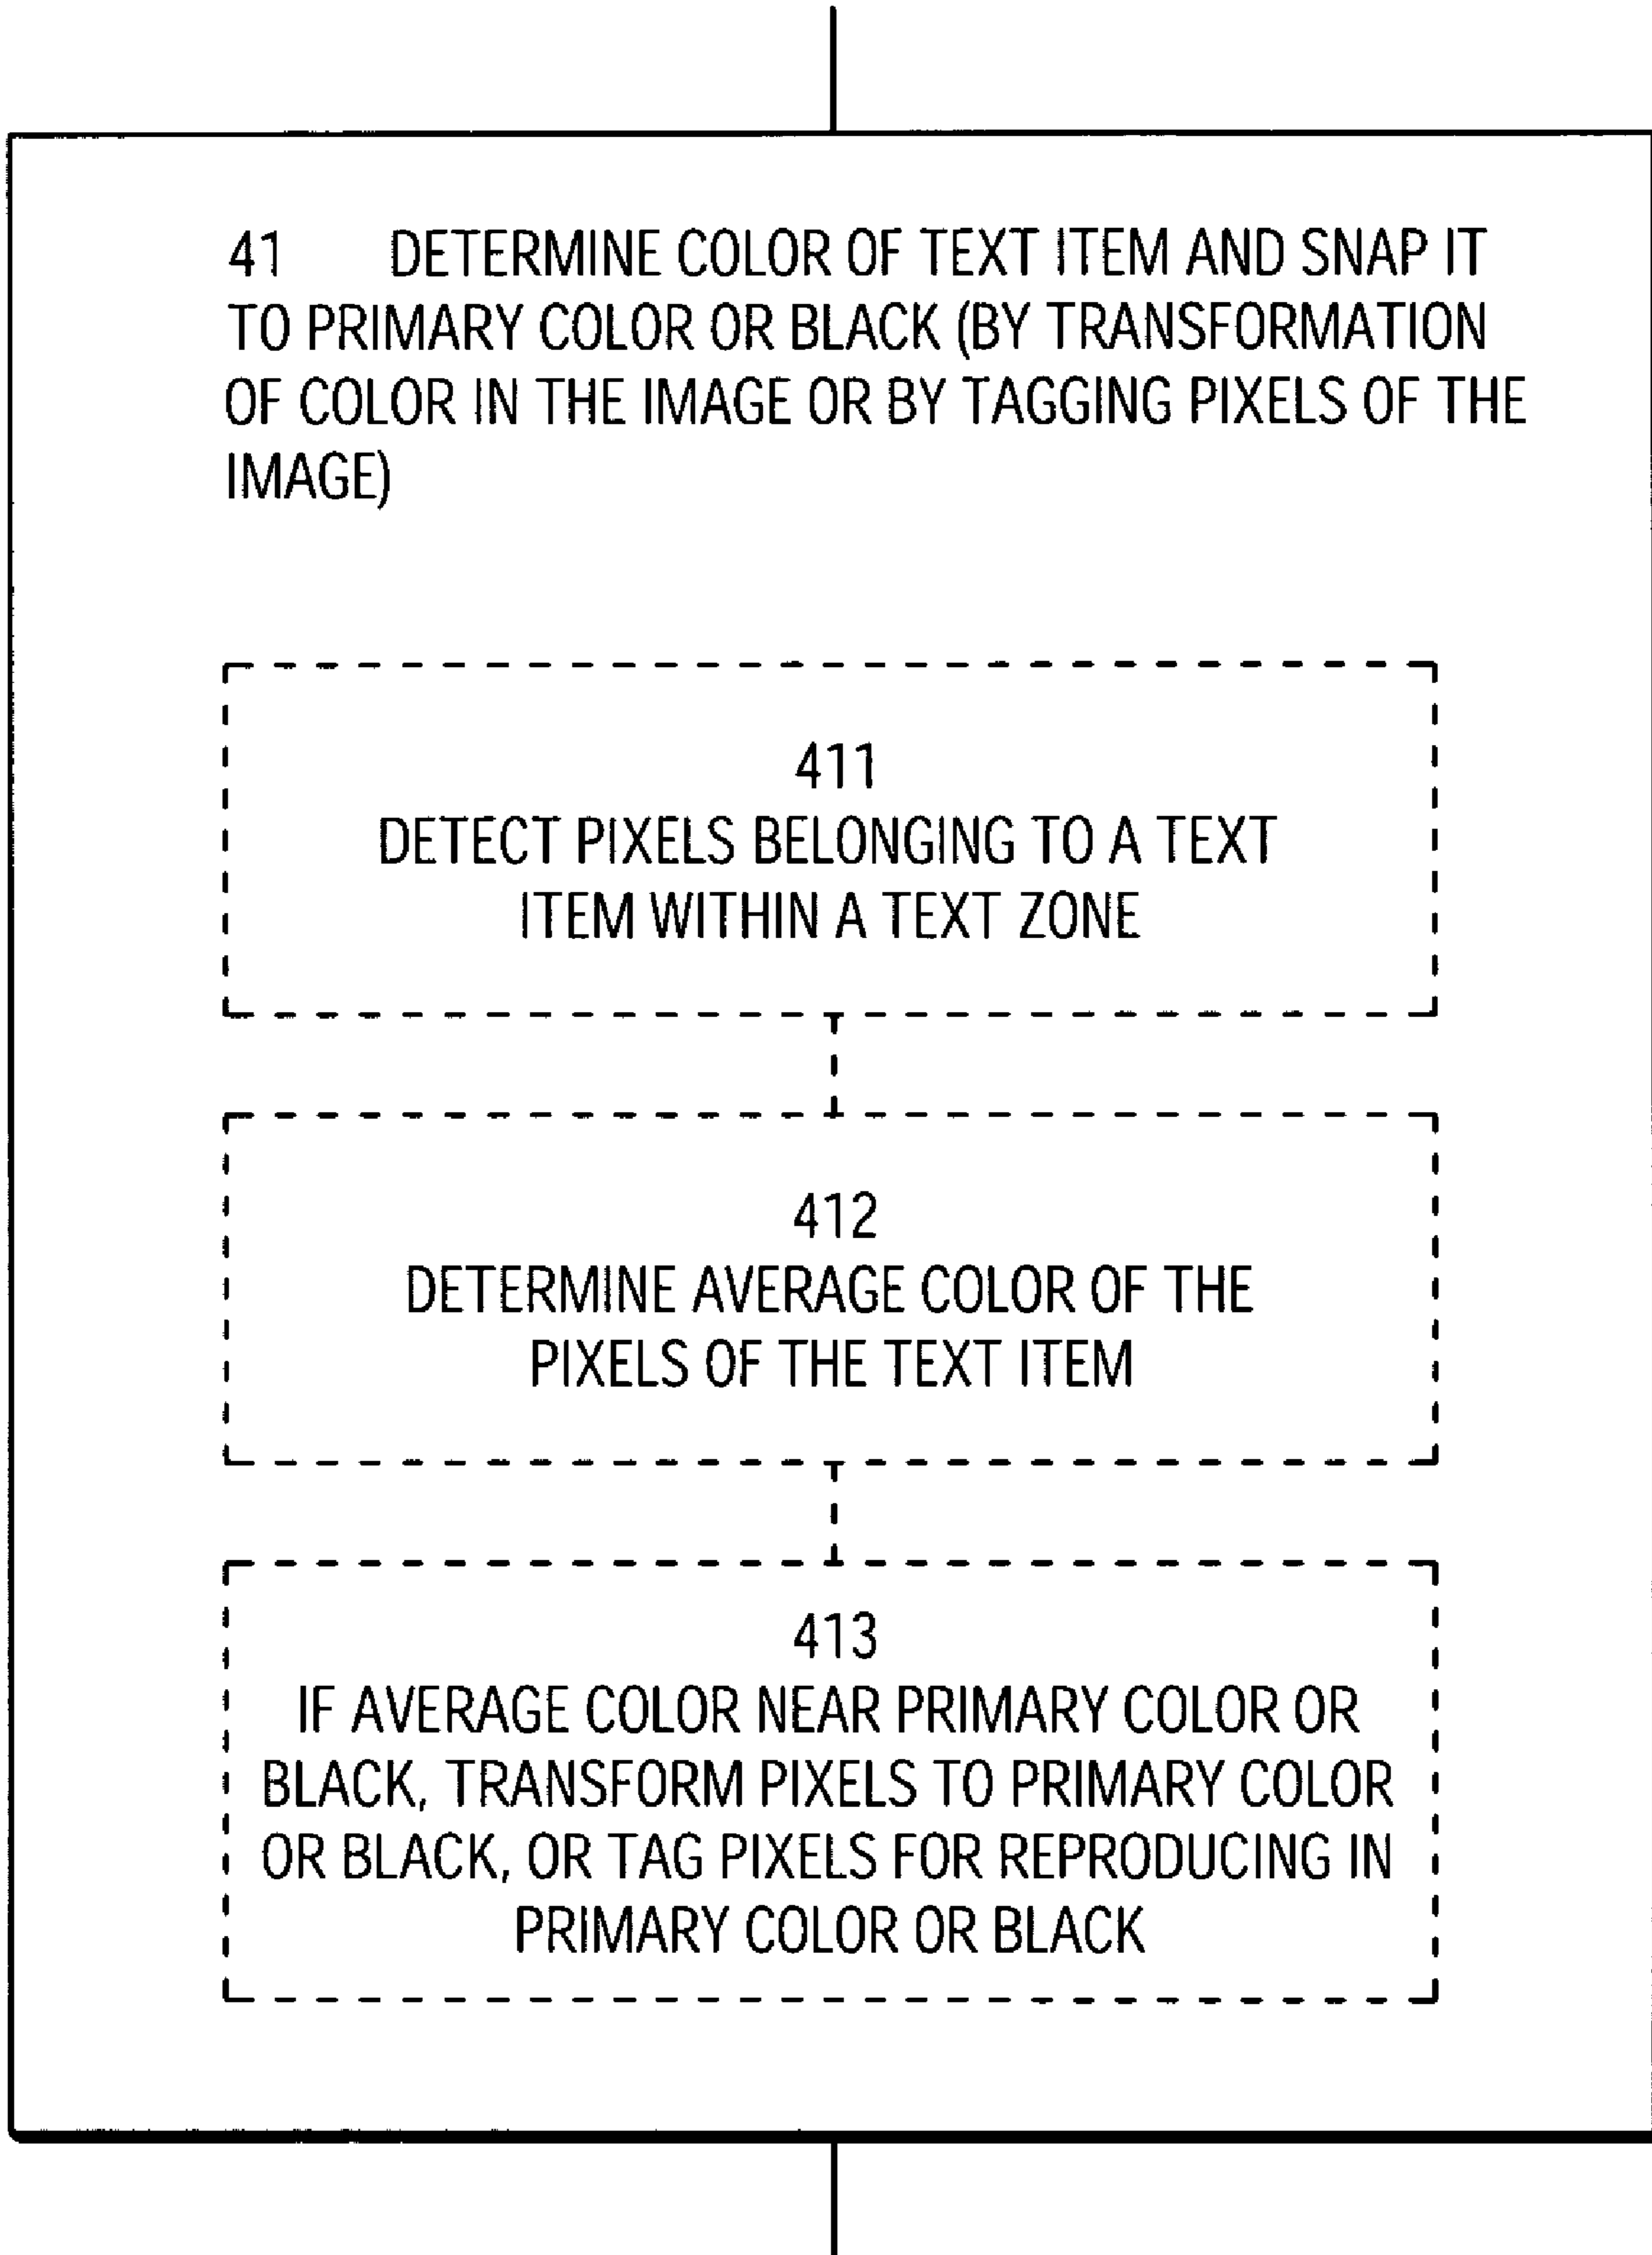 41 DETERMINE COLOR OF TEXT ITEM AND SNAP IT
TO PRIMARY COLOR OR BLACK (BY TRANSFORMATION
OF COLOR IN THE IMAGE OR BY TAGGING PIXELS OF THE
IMAGE)
411
DETECT PIXELS BELONGING TO A TEXT
ITEM WITHIN A TEXT ZONE
412
DETERMINE AVERAGE COLOR OF THE
PIXELS OF THE TEXT ITEM
413
IF AVERAGE COLOR NEAR PRIMARY COLOR OR
BLACK, TRANSFORM PIXELS TO PRIMARY COLOR
OR BLACK, OR TAG PIXELS FOR REPRODUCING IN
PRIMARY COLOR OR BLACK